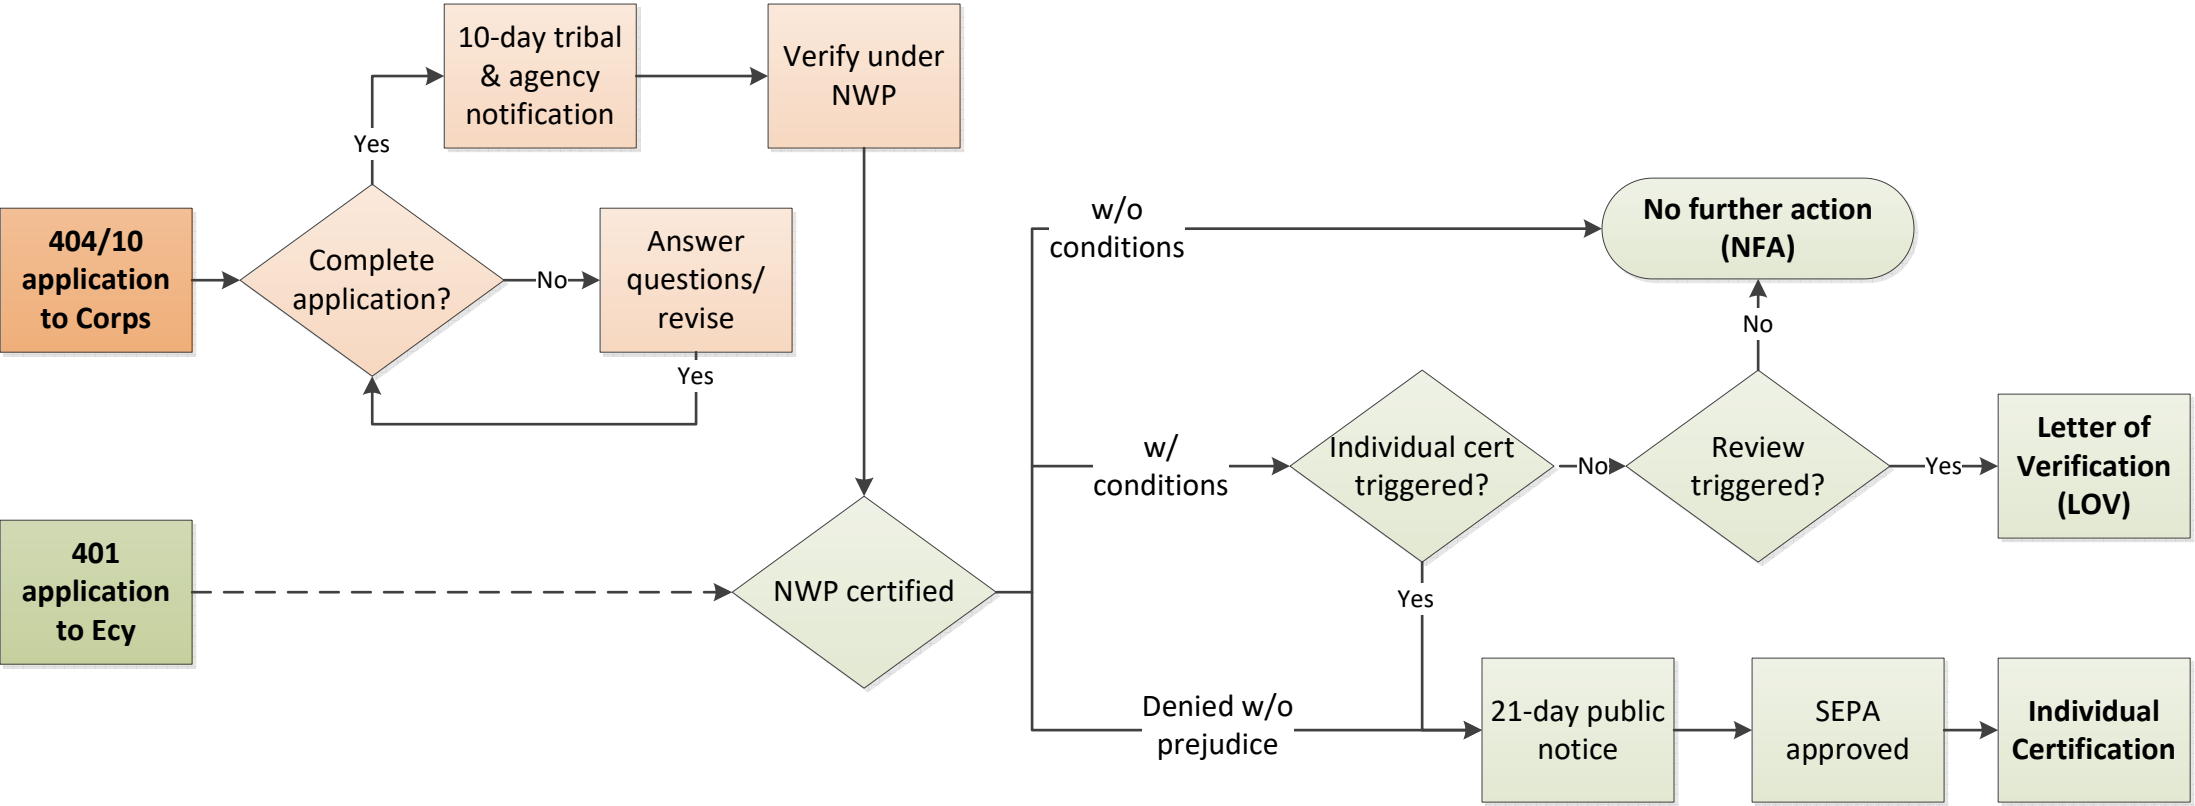 10-day tribal
& agency
notification
Verify under
NWP
Yes
404/10
application
to Corps
Complete
application?
No
Answer
questions/
revise
Yes
w/o
conditions
No further action
(NFA)
No
w/
conditions
Individual cert
triggered?
No
Review
triggered?
Yes
Letter of
Verification
(LOV)
401
application
to Ecy
NWP certified
Yes
Denied w/o
prejudice
21-day public
notice
SEPA
approved
Individual
Certification